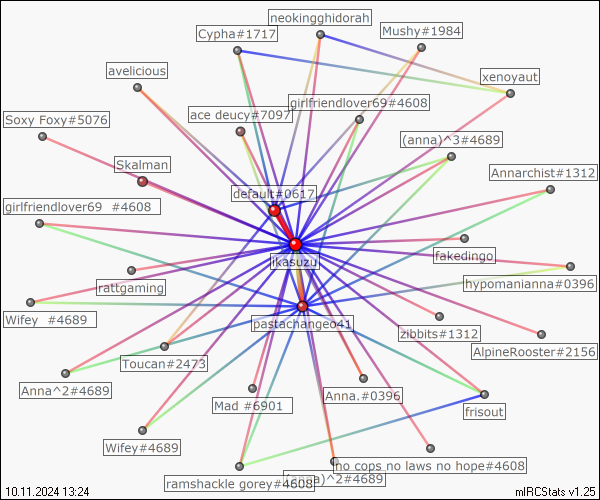 neokingghidorah
Cypha#1717
Mushy#1984
avelicious
xenoyaut
ace deucy#7097
girlfriendlover69#4608
Soxy Foxy#5076
(anna)^3#4689
Skalman
Annarchist#1312
default#0617
girlfriendlover69 #4608
ikasuzu
fakedingo
rattgaming
hypomanianna#0396
Wifey #4689
pastachangeo41
zibbits#1312
AlpineRooster#2156
Toucan#2473
Anna^2#4689
Anna.#0396
Mad #6901
frisout
Wifey#4689
no cops no laws no hope#4608
ramshackle gorey#4608
^2#4689
10.11.2024 13:24
mIRCStats v1.25